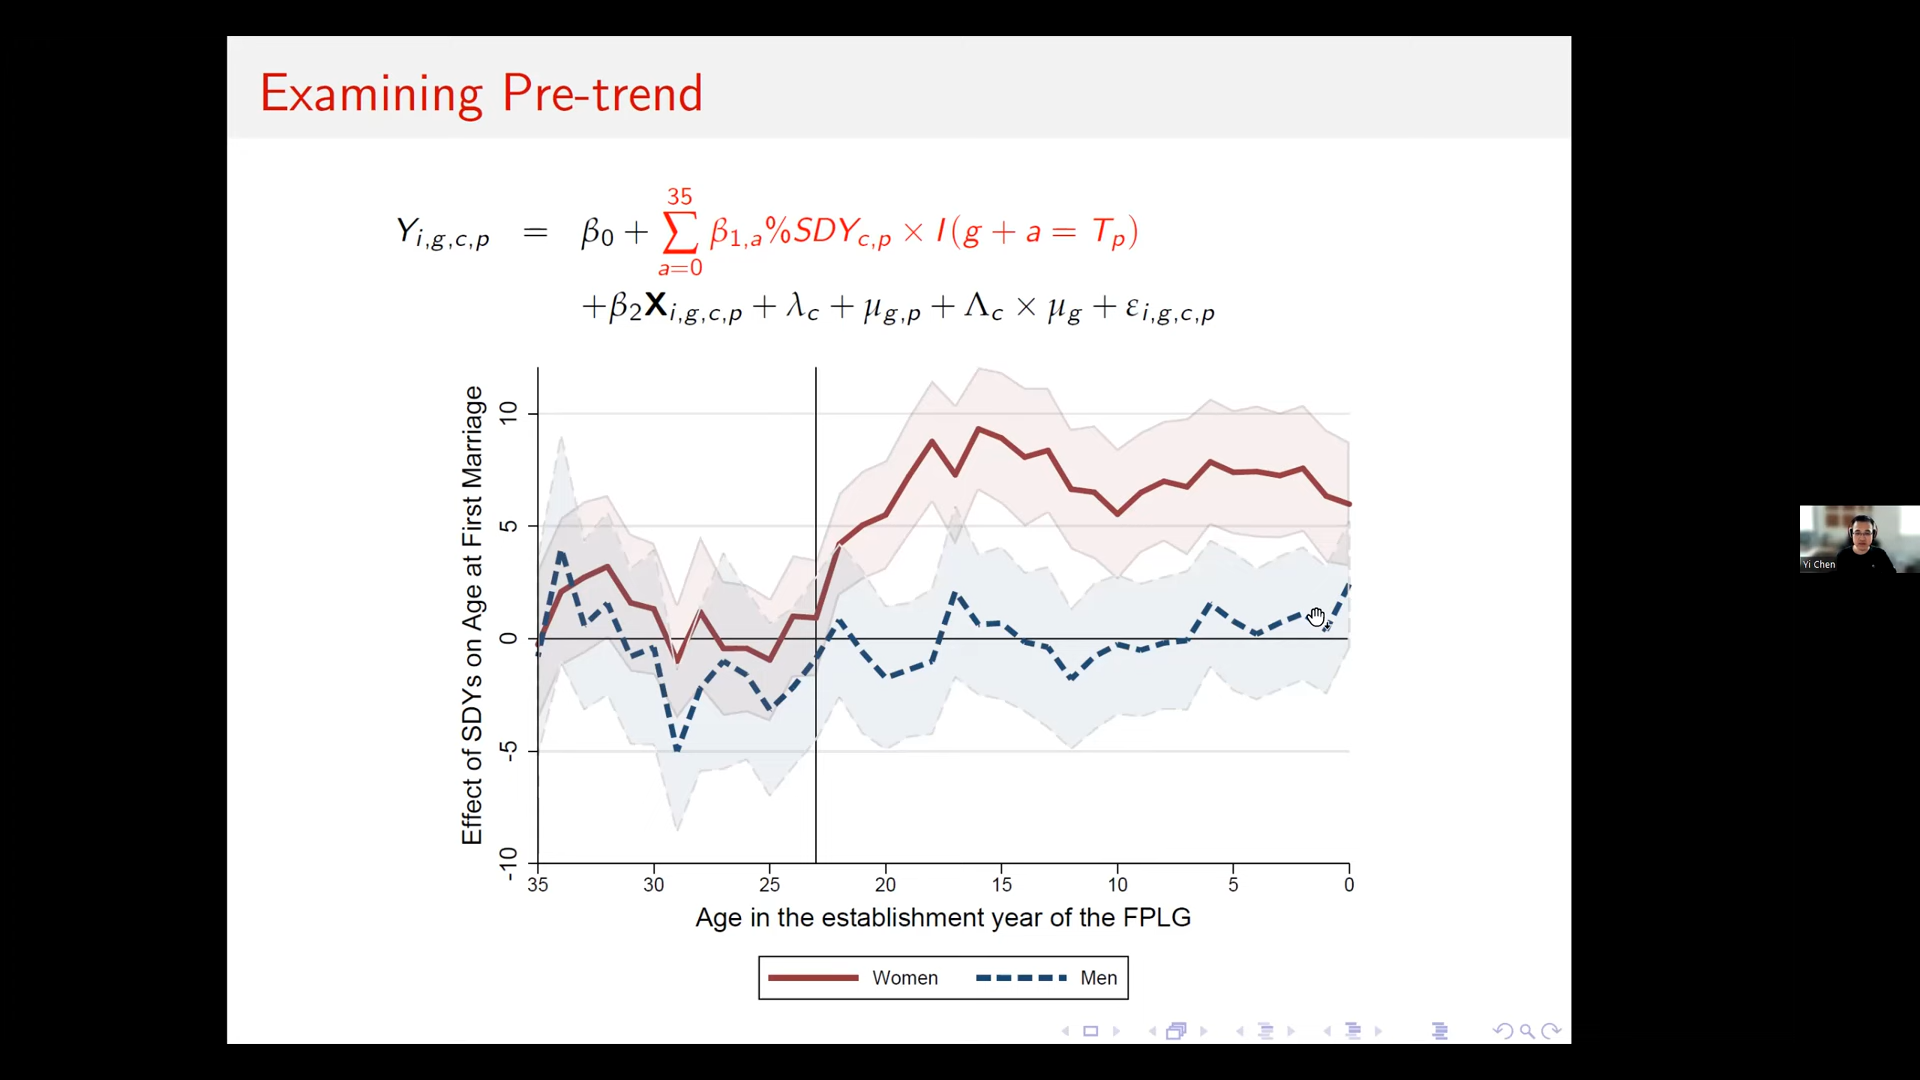 Examining Pre-trend
35
Y_{i,g,c,p} = β_0 + ∑ β_{1,a}%SDY_{c,p} × I(g + a = T_p)
a=0
+β_2 X_{i,g,c,p} + λ_c + μ_{g,p} + Λ_c × μ_g + ε_{i,g,c,p}
Effect of SDYs on Age at First Marriage
10
5
0
-5
-10
35 30 25 20 15 10 5 0
Age in the establishment year of the FPLG
Women Men
Yi Chen